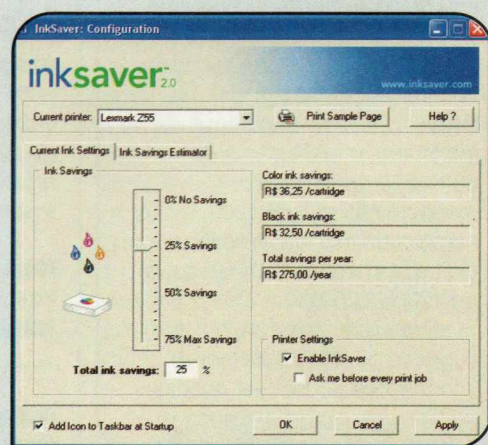 InkSaver: Configuration
inksaver™ 2.0
www.inksaver.com
Current printer: Lexmark Z55
Print Sample Page
Help ?
Current Ink Settings
Ink Savings Estimator
Ink Savings
0% No Savings
25% Savings
50% Savings
75% Max Savings
Total ink savings: 25 %
Color ink savings:
R$ 36,25 /cartridge
Black ink savings:
R$ 32,50 /cartridge
Total savings per year:
R$ 275,00 /year
Printer Settings
Enable InkSaver
Ask me before every print job
Add Icon to Taskbar at Startup
OK
Cancel
Apply